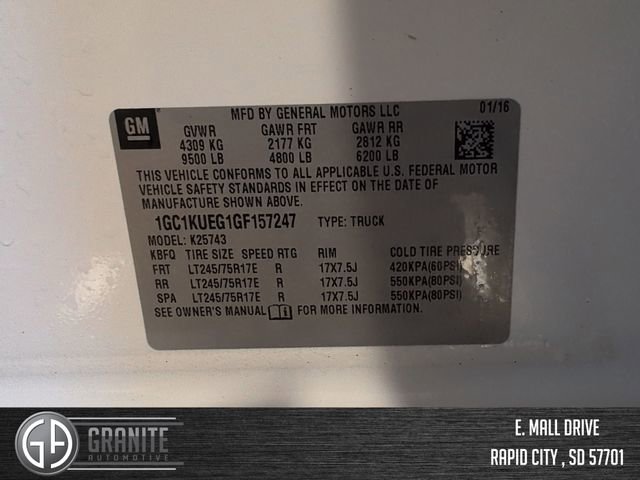 GM
MFD BY GENERAL MOTORS LLC 01/16
GVWR GAWR FRT GAWR RR
4309 KG 2177 KG 2812 KG
9500 LB 4800 LB 6200 LB
THIS VEHICLE CONFORMS TO ALL APPLICABLE U.S. FEDERAL MOTOR
VEHICLE SAFETY STANDARDS IN EFFECT ON THE DATE OF
MANUFACTURE SHOWN ABOVE.
1GC1KUEG1GF157247 TYPE: TRUCK
MODEL: K25743
KBFQ TIRE SIZE SPEED RTG RIM COLD TIRE PRESSURE
FRT LT245/75R17E R 17X7.5J 420KPA(60PSI)
RR LT245/75R17E R 17X7.5J 550KPA(80PSI)
SPA LT245/75R17E R 17X7.5J 550KPA(80PSI)
SEE OWNER'S MANUAL FOR MORE INFORMATION.
GA GRANITE
AUTOMOTIVE
E. MALL DRIVE
RAPID CITY , SD 57701